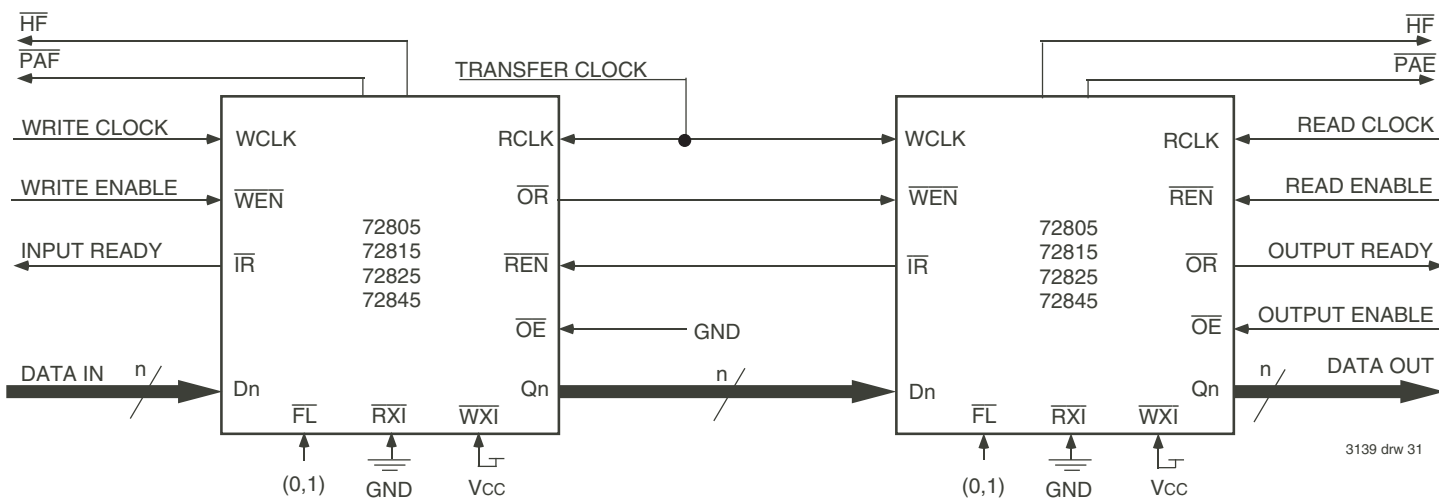 HF HF
PAF TRANSFER CLOCK PAE
WRITE CLOCK WCLK RCLK WCLK RCLK READ CLOCK
WRITE ENABLE WEN OR WEN REN READ ENABLE
72805 72805
INPUT READY IR 72815 REN IR 72815 OR OUTPUT READY
72825 72825
72845 72845
OE GND OE OUTPUT ENABLE
DATA IN n Dn Qn n Dn Qn n DATA OUT
FL RXI WXI FL RXI WXI
3139 drw 31
(0,1) GND VCC (0,1) GND VCC